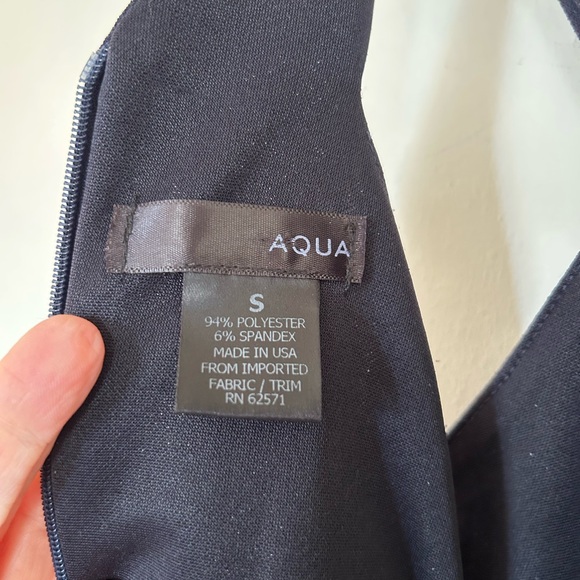 AQUA
S
94% POLYESTER
6% SPANDEX
MADE IN USA
FROM IMPORTED
FABRIC / TRIM
RN 62571